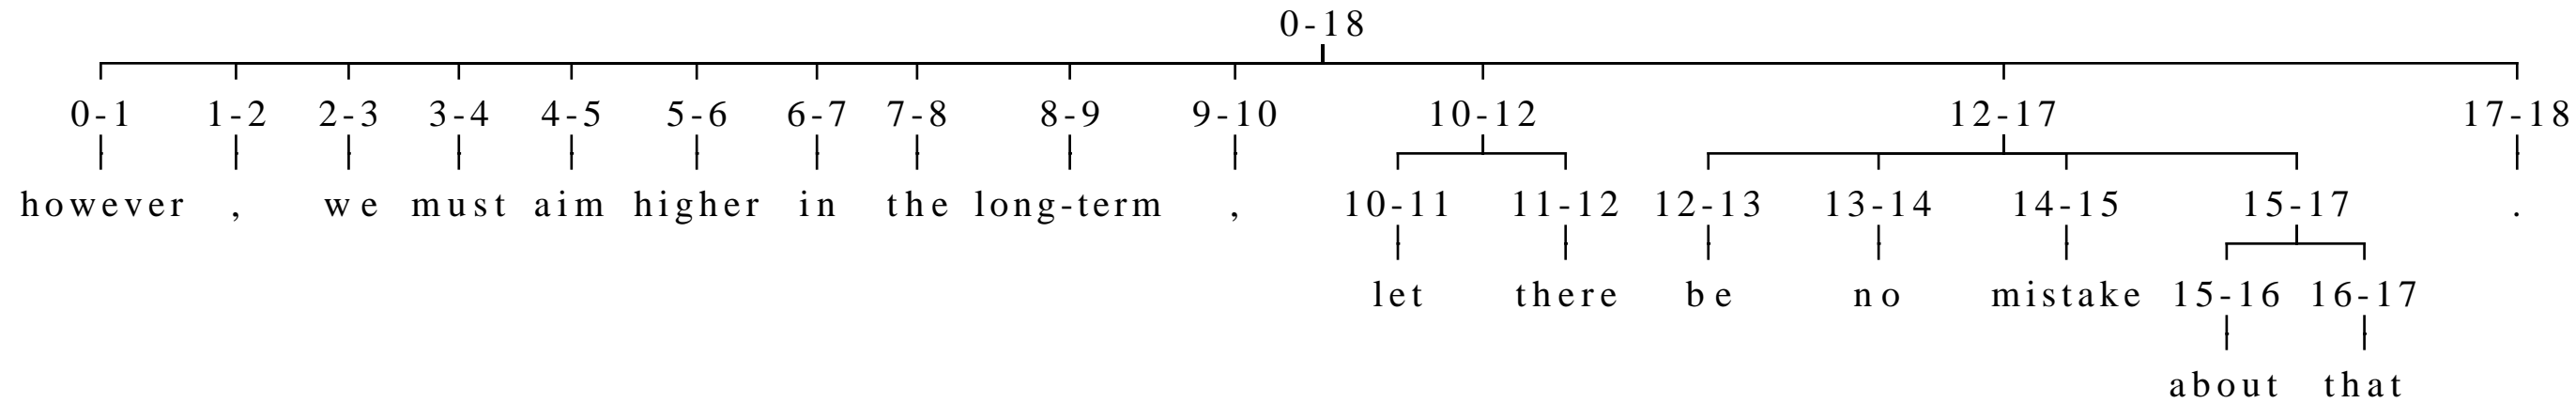 0-18
0-1 1-2 2-3 3-4 4-5 5-6 6-7 7-8 8-9 9-10 10-12 12-17 17-18
however , we must aim higher in the long-term , 10-11 11-12 12-13 13-14 14-15 15-17 .
let there be no mistake 15-16 16-17
about that